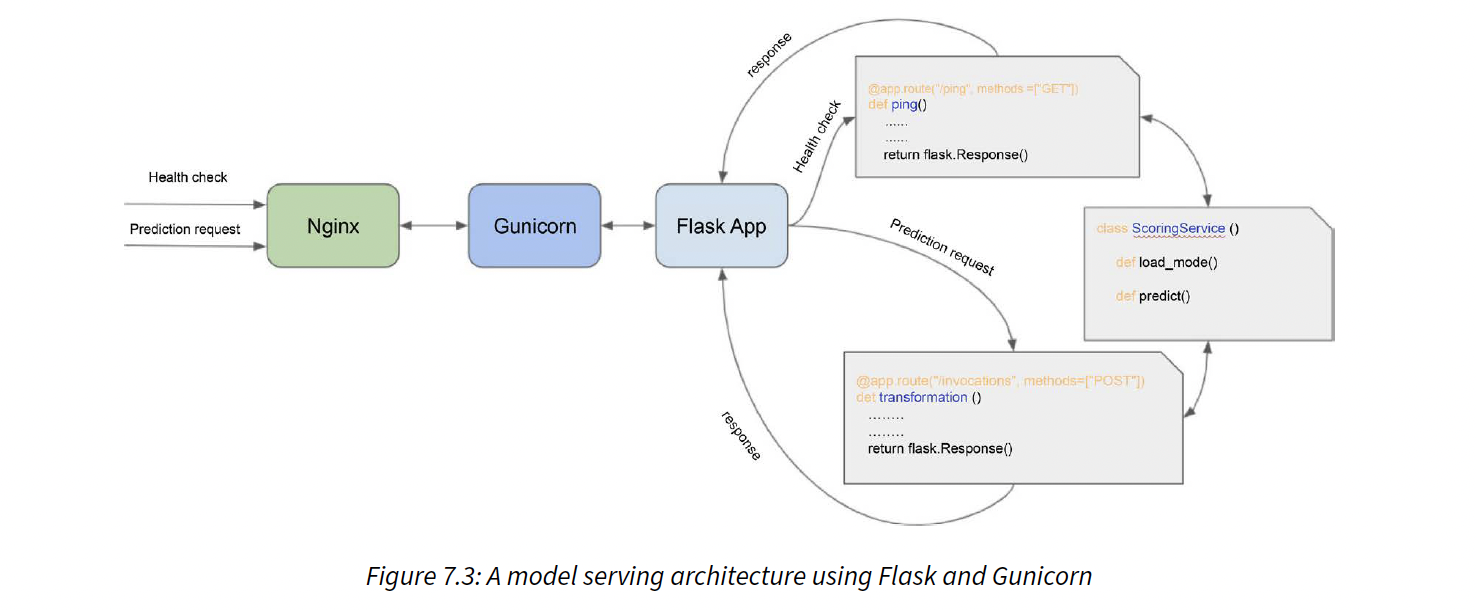 response
@app.route("/ping", methods =["GET"])
def ping()
......
......
return flask.Response()
Health check
Health check
Prediction request
Nginx
Gunicorn
Flask App
Prediction request
class ScoringService ()
def load_mode()
def predict()
@app.route("/invocations", methods=["POST"])
det transformation ()
........
........
return flask.Response()
response
Figure 7.3: A model serving architecture using Flask and Gunicorn